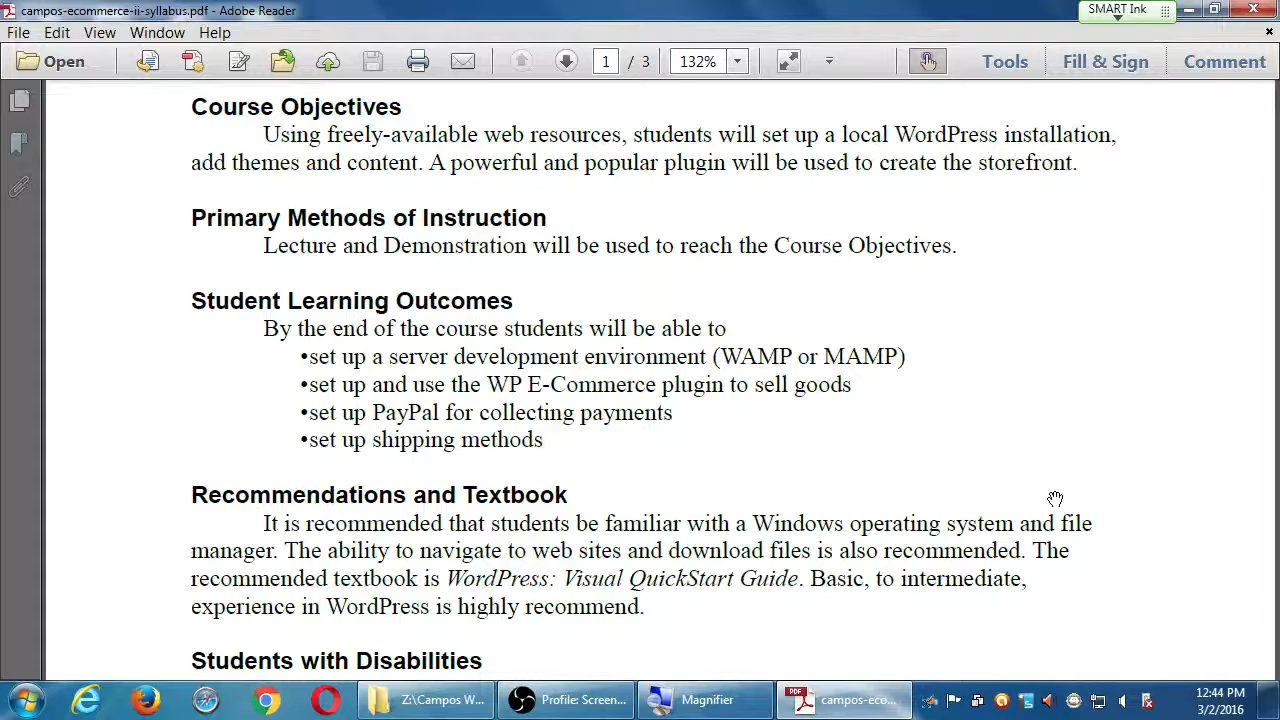 campos-ecommerce-ii-syllabus.pdf - Adobe Reader
SMART Ink
File Edit View Window Help
Open 1 / 3 132% Tools Fill & Sign Comment
Course Objectives
Using freely-available web resources, students will set up a local WordPress installation,
add themes and content. A powerful and popular plugin will be used to create the storefront.
Primary Methods of Instruction
Lecture and Demonstration will be used to reach the Course Objectives.
Student Learning Outcomes
By the end of the course students will be able to
•set up a server development environment (WAMP or MAMP)
•set up and use the WP E-Commerce plugin to sell goods
•set up PayPal for collecting payments
•set up shipping methods
Recommendations and Textbook
It is recommended that students be familiar with a Windows operating system and file
manager. The ability to navigate to web sites and download files is also recommended. The
recommended textbook is WordPress: Visual QuickStart Guide. Basic, to intermediate,
experience in WordPress is highly recommend.
Students with Disabilities
Z:\Campos W... Profile: Screen... Magnifier campos-eco... 12:44 PM
3/2/2016